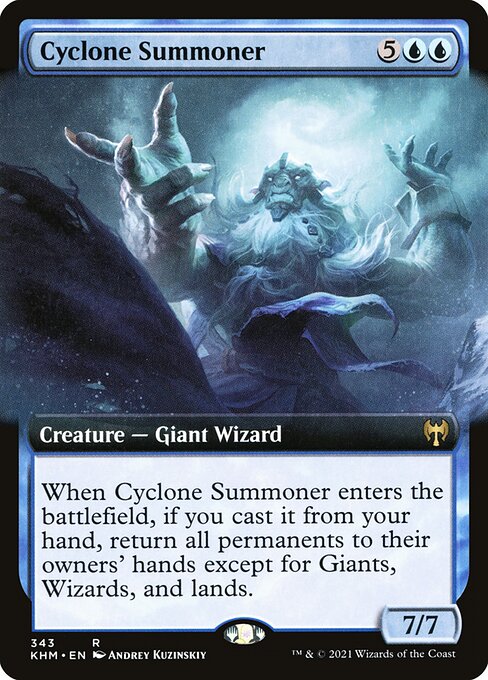 Cyclone Summoner 5
Creature — Giant Wizard
When Cyclone Summoner enters the
battlefield, if you cast it from your
hand, return all permanents to their
owners' hands except for Giants,
Wizards, and lands.
7/7
343 R
KHM • EN Andrey Kuzinskiy
™ & © 2021 Wizards of the Coast